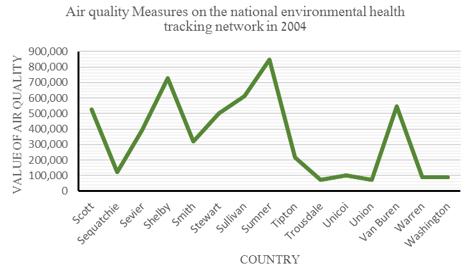 Air quality Measures on the national environmental health
tracking network in 2004
VALUE OF AIR QUALITY
900,000
800,000
700,000
600,000
500,000
400,000
300,000
200,000
100,000
0
Scott
Sequatchie
Sevier
Shelby
Smith
Stewart
Sullivan
Sumner
Tipton
Trousdale
Unicoi
Union
Van Buren
Warren
Washington
COUNTRY